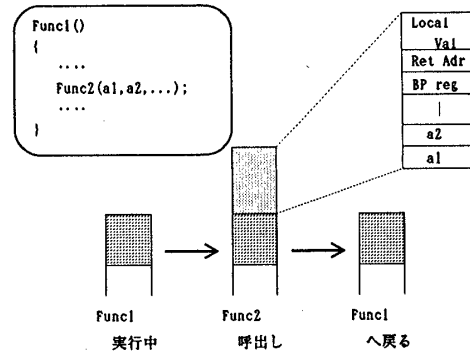 Func1()
{
....
Func2(a1,a2,...);
....
}
Local
Val
Ret Adr
BP reg
|
a2
a1
Func1
実行中
Func2
呼出し
Func1
へ戻る